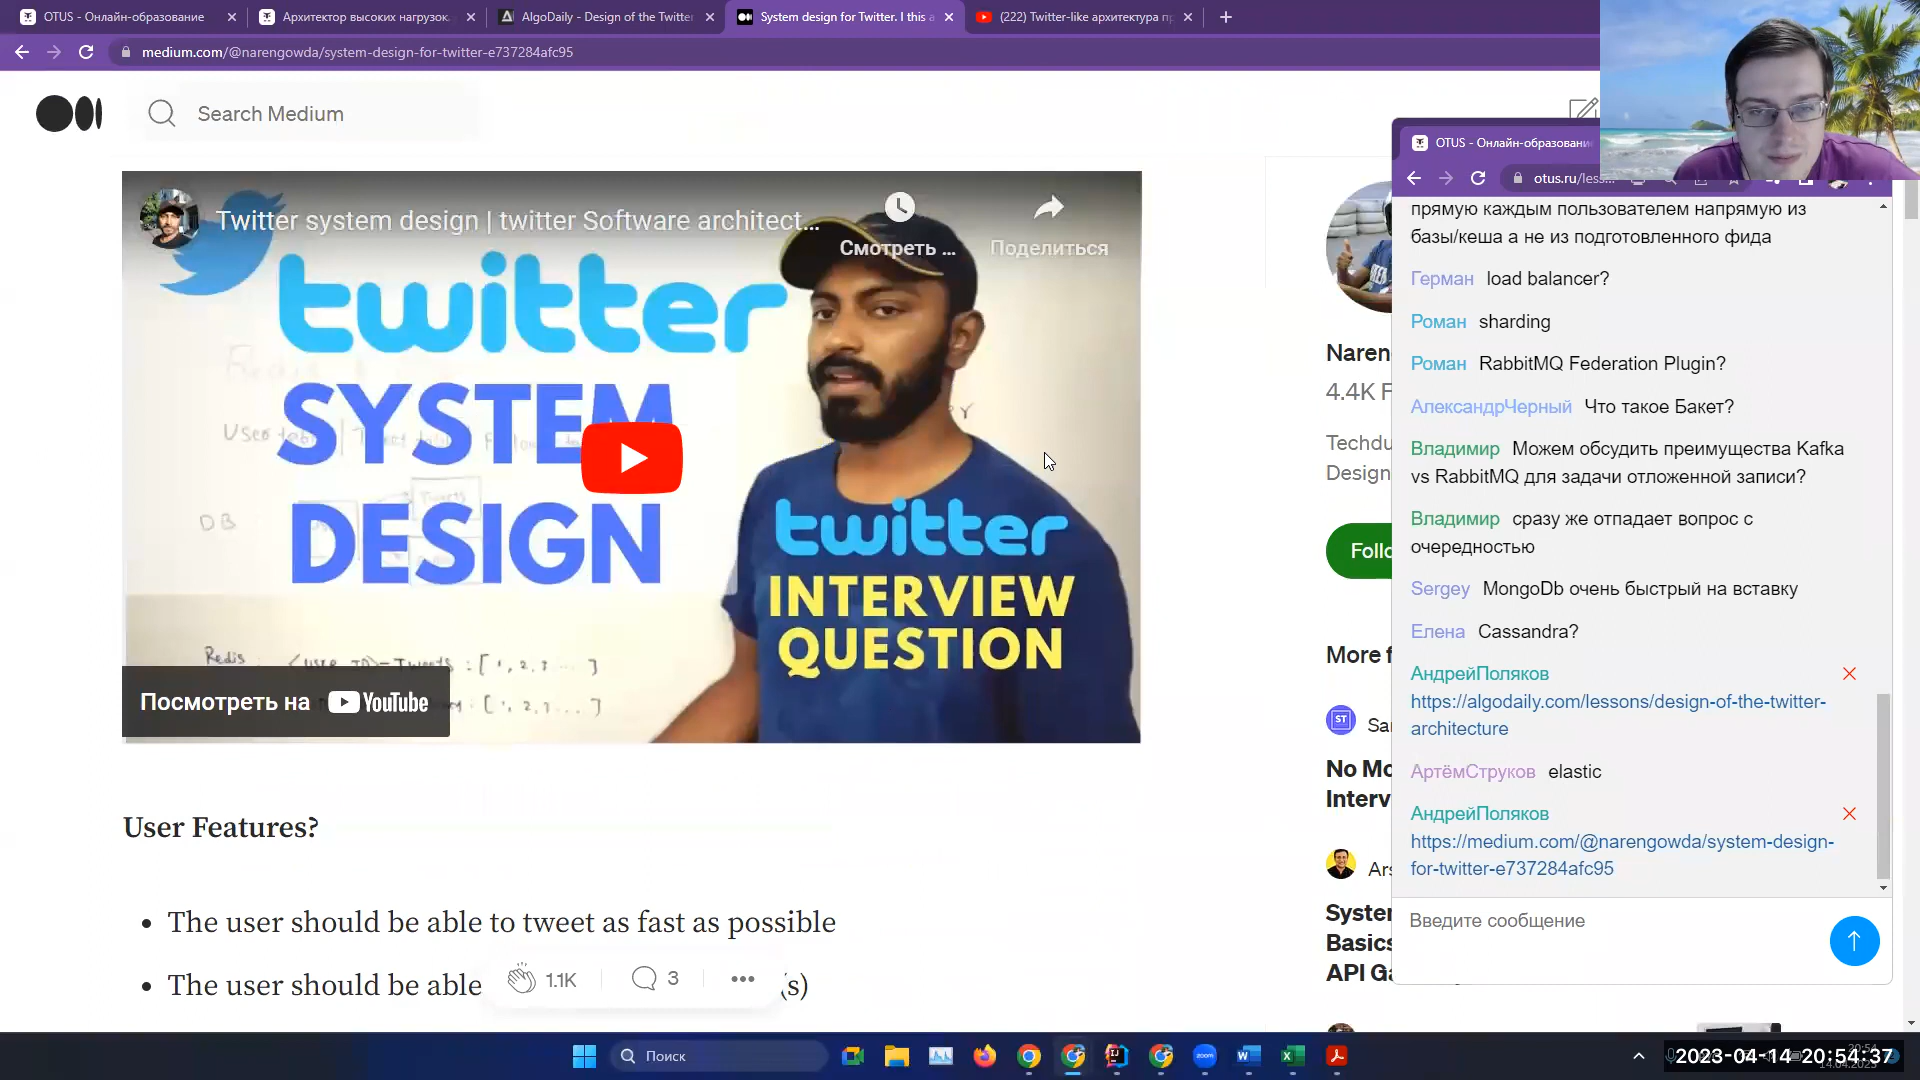 OTUS - Онлайн-образование
Архитектор высоких нагрузок
AlgoDaily - Design of the Twitter
System design for Twitter. I this a
(222) Twitter-like архитектура п
medium.com/@narengowda/system-design-for-twitter-e737284afc95
Search Medium
Twitter system design | twitter Software architect...
Смотреть ...
Поделиться
twitter
SYSTEM
DESIGN
twitter
INTERVIEW
QUESTION
DB
Redis
Посмотреть на YouTube
User Features?
• The user should be able to tweet as fast as possible
• The user should be able
(s)
1.1K
3
Naren
4.4K F
Techdu
Design
Follo
More f
ST
Sar
No Mo
Interv
Ars
System
Basics
API Ga
OTUS - Онлайн-образовани
otus.ru/less...
прямую каждым пользователем напрямую из
базы/кеша а не из подготовленного фида
Герман load balancer?
Роман sharding
Роман RabbitMQ Federation Plugin?
АлександрЧерный Что такое Бакет?
Владимир Можем обсудить преимущества Kafka
vs RabbitMQ для задачи отложенной записи?
Владимир сразу же отпадает вопрос с
очередностью
Sergey MongoDb очень быстрый на вставку
Елена Cassandra?
АндрейПоляков
https://algodaily.com/lessons/design-of-the-twitter-
architecture
АртёмСтруков elastic
АндрейПоляков
https://medium.com/@narengowda/system-design-
for-twitter-e737284afc95
Введите сообщение
Поиск
zoom
2023-04-14 20:54:37